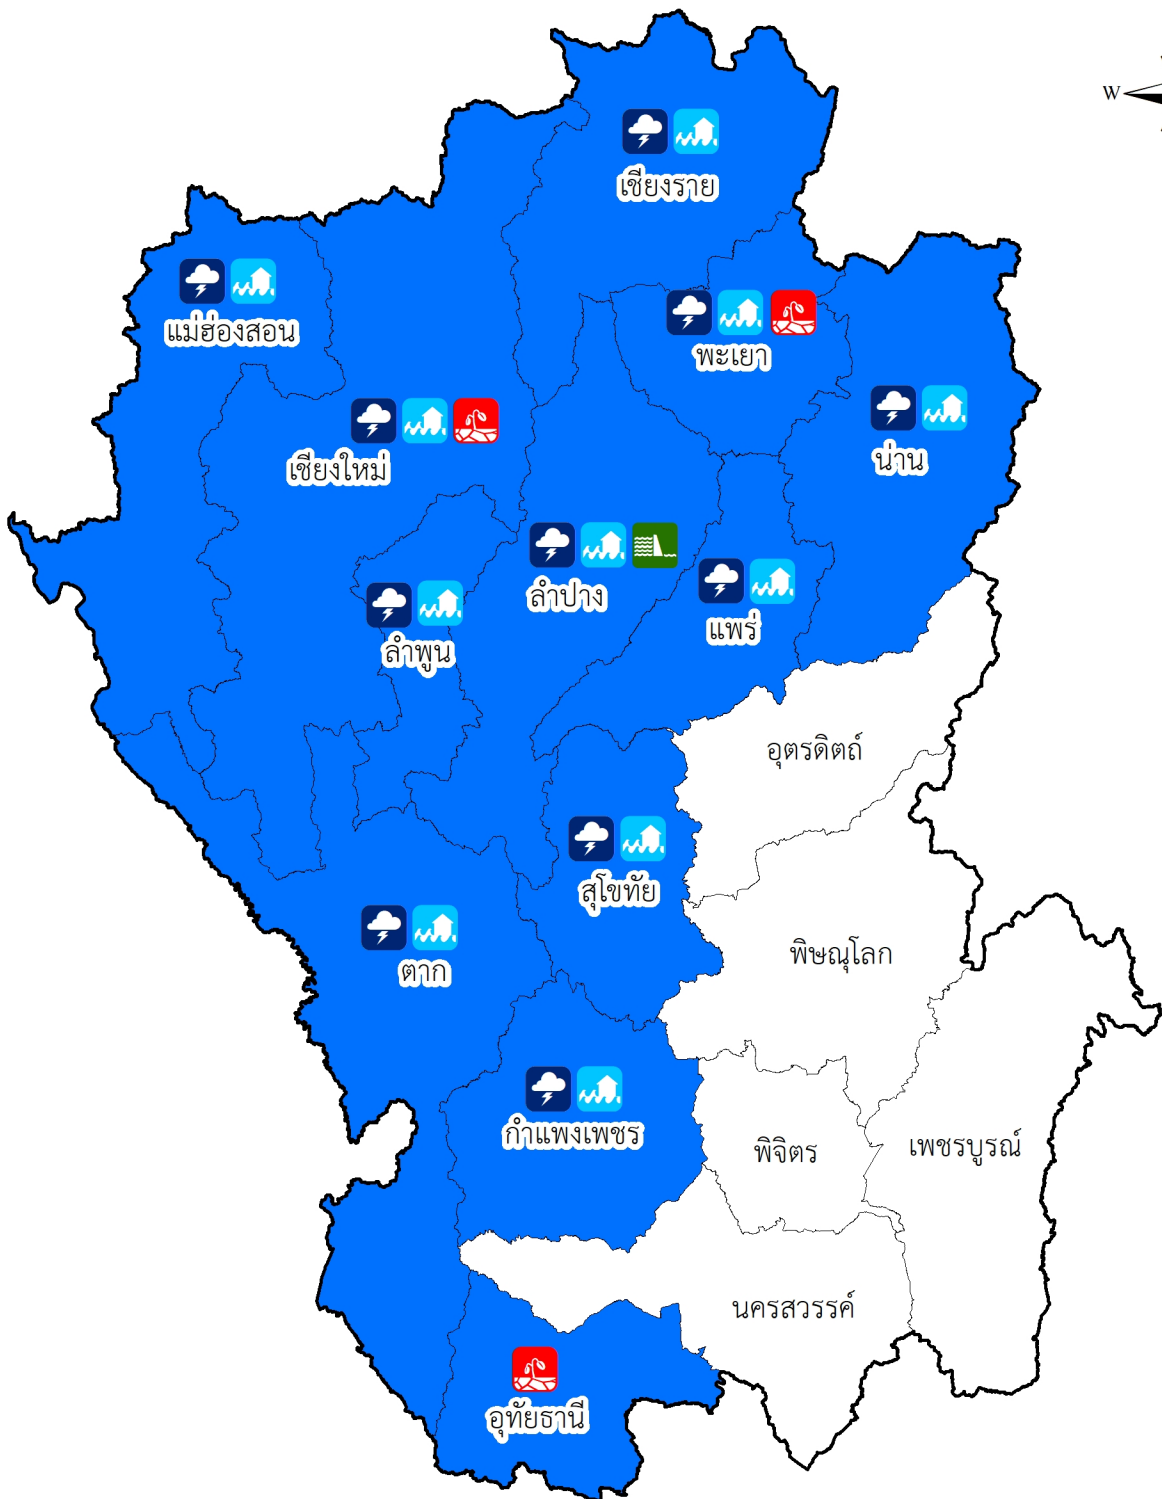 W
เชียงราย
แม่ฮ่องสอน
พะเยา
น่าน
เชียงใหม่
ลำปาง
แพร่
ลำพูน
อุตรดิตถ์
สุโขทัย
พิษณุโลก
ตาก
กำแพงเพชร
พิจิตร
เพชรบูรณ์
นครสวรรค์
อุทัยธานี